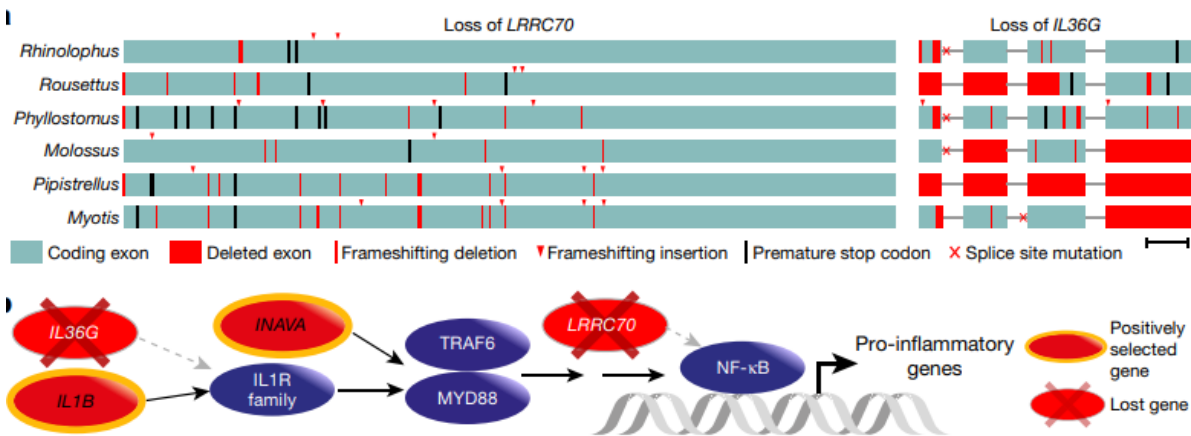 Loss of LRRC70
Loss of IL36G
Rhinolophus
Rousettus
Phyllostomus
Molossus
Pipistrellus
Myotis
Coding exon
Deleted exon
Frameshifting deletion
Frameshifting insertion
Premature stop codon
Splice site mutation
IL36G
INAVA
LRRC70
TRAF6
Pro-inflammatory
genes
Positively
selected
gene
IL1B
IL1R
family
MYD88
NF-κB
Lost gene